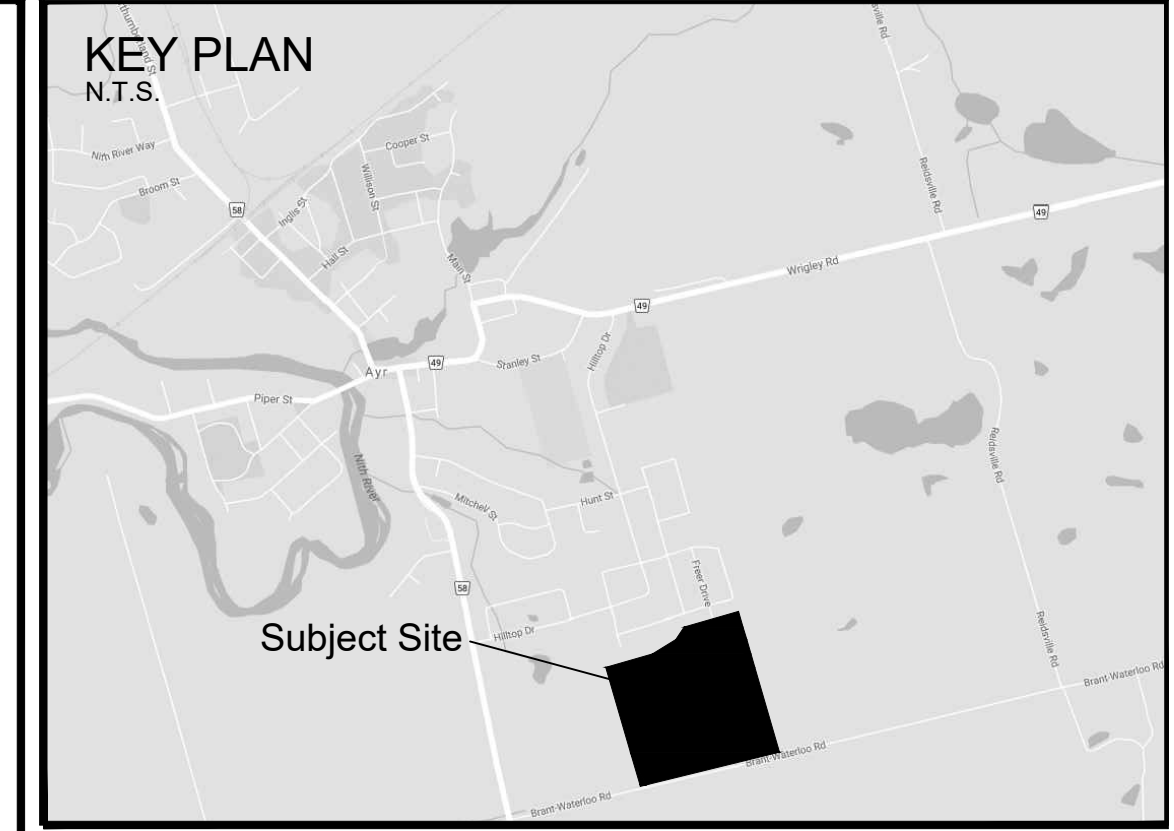 KEY PLAN
N.T.S.
Nith River Way
Broom St
58
Inglis St
Hall St
Willison St
Cooper St
Main St
Reidsville Rd
49
Wrigley Rd
49
Hilltop Dr
Stanley St
49
Ayr
Piper St
Nith River
Mitchell St
Hunt St
Reidsville Rd
58
Freer Drive
Hilltop Dr
Subject Site
Reidsville Rd
Brant-Waterloo Rd
Brant-Waterloo Rd
Brant-Waterloo Rd